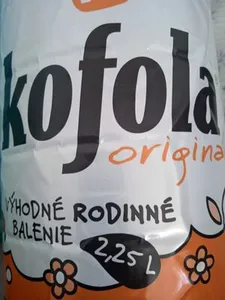 kofola
origina
VÝHODNÉ RODINNÉ
BALENIE
2,25 L